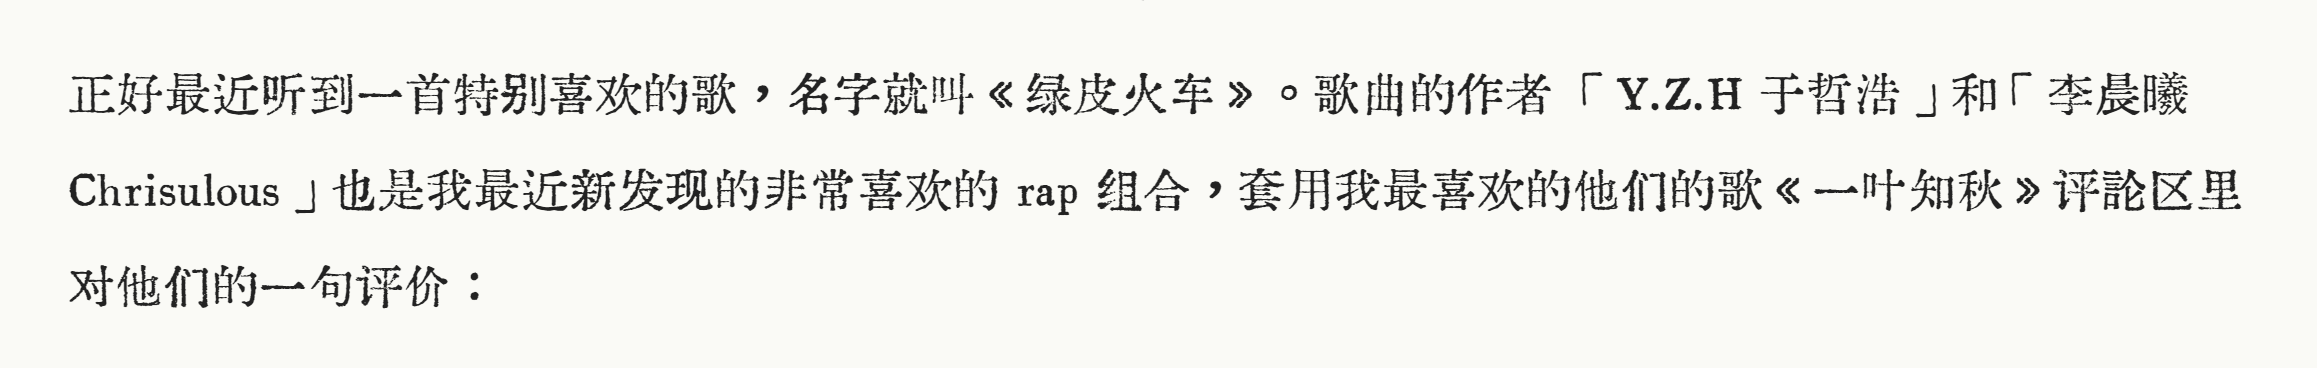 正好最近听到一首特别喜欢的歌，名字就叫《绿皮火车》。歌曲的作者「Y.Z.H 于哲浩」和「李晨曦
Chrisulous」也是我最近新发现的非常喜欢的 rap 组合，套用我最喜欢的他们的歌《一叶知秋》评論区里
对他们的一句评价：